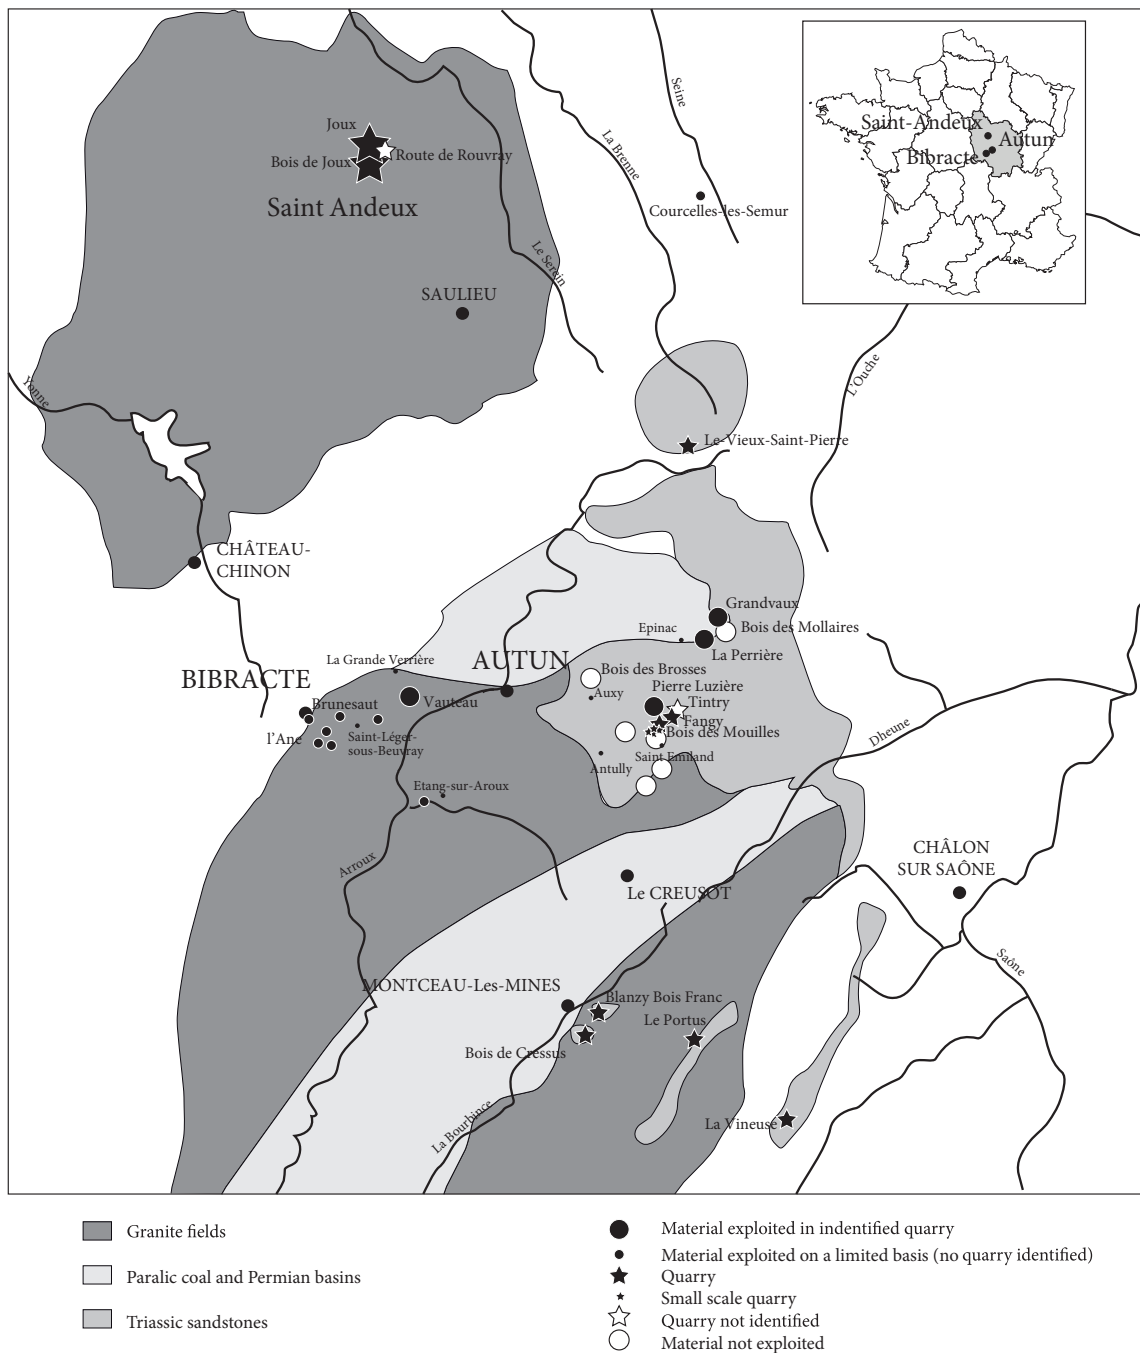 Joux
Bois de Joux
Route de Rouvray
Saint Andeux
SAULIEU
Le Serein
La Brenne
Seine
Courcelles-les-Semur
Saint-Andeux
Autun
Bibracte
L'Ouche
Yonne
Le-Vieux-Saint-Pierre
CHÂTEAU-
CHINON
Grandvaux
Bois des Mollaires
Epinac
La Perrière
La Grande Verrière
AUTUN
BIBRACTE
Bois des Brosses
Auxy
Pierre Luzière
Tintry
Fangy
Bois des Mouilles
Brunesaut
Vauteau
l'Ane
Saint-Léger-
sous-Beuvray
Saint Emiland
Antully
Dheune
Etang-sur-Aroux
Arroux
CHÂLON
SUR SAÔNE
Le CREUSOT
Saône
MONTCEAU-Les-MINES
Blanzy Bois Franc
Le Portus
Bois de Cressus
La Bourbince
La Vineuse
Granite fields
Paralic coal and Permian basins
Triassic sandstones
Material exploited in indentified quarry
Material exploited on a limited basis (no quarry identified)
Quarry
Small scale quarry
Quarry not identified
Material not exploited